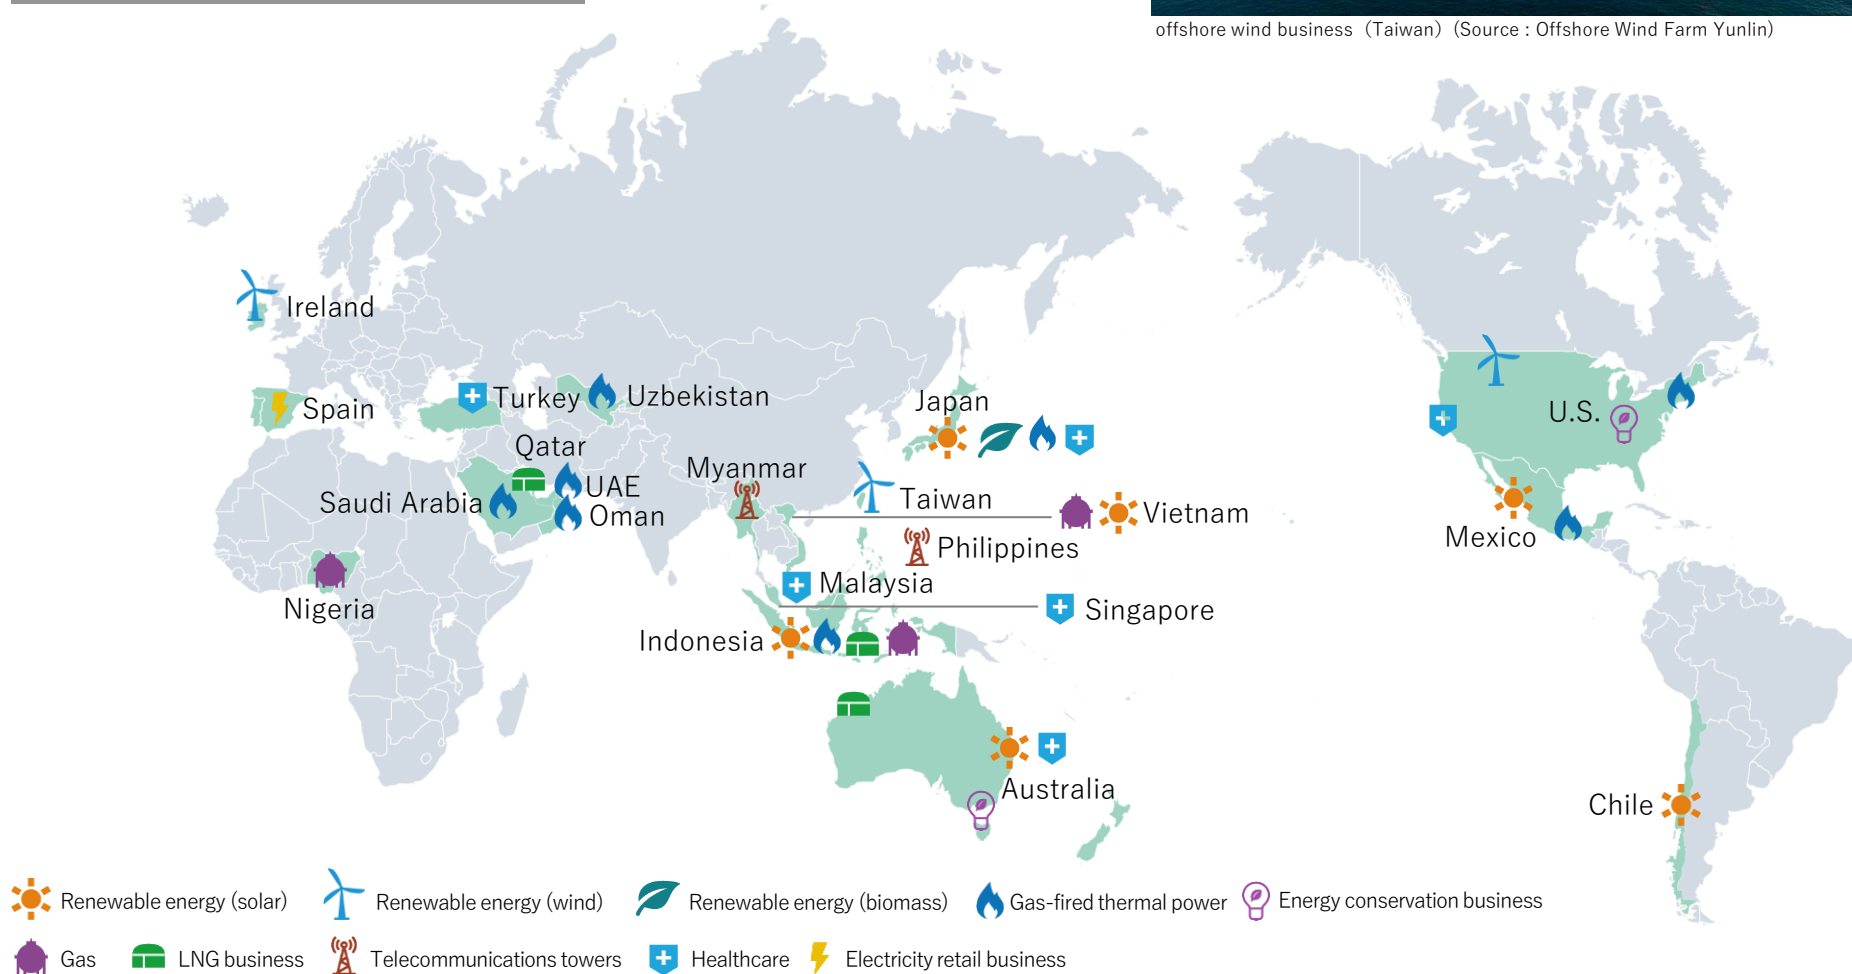 offshore wind business（Taiwan）(Source : Offshore Wind Farm Yunlin)
Ireland
Spain
Turkey
Uzbekistan
Japan
Qatar
Myanmar
UAE
Saudi Arabia
Oman
Taiwan
Vietnam
Philippines
Nigeria
Malaysia
Singapore
Indonesia
Australia
U.S.
Mexico
Chile
Renewable energy (solar)
Renewable energy (wind)
Renewable energy (biomass)
Gas-fired thermal power
Energy conservation business
Gas
LNG business
Telecommunications towers
Healthcare
Electricity retail business